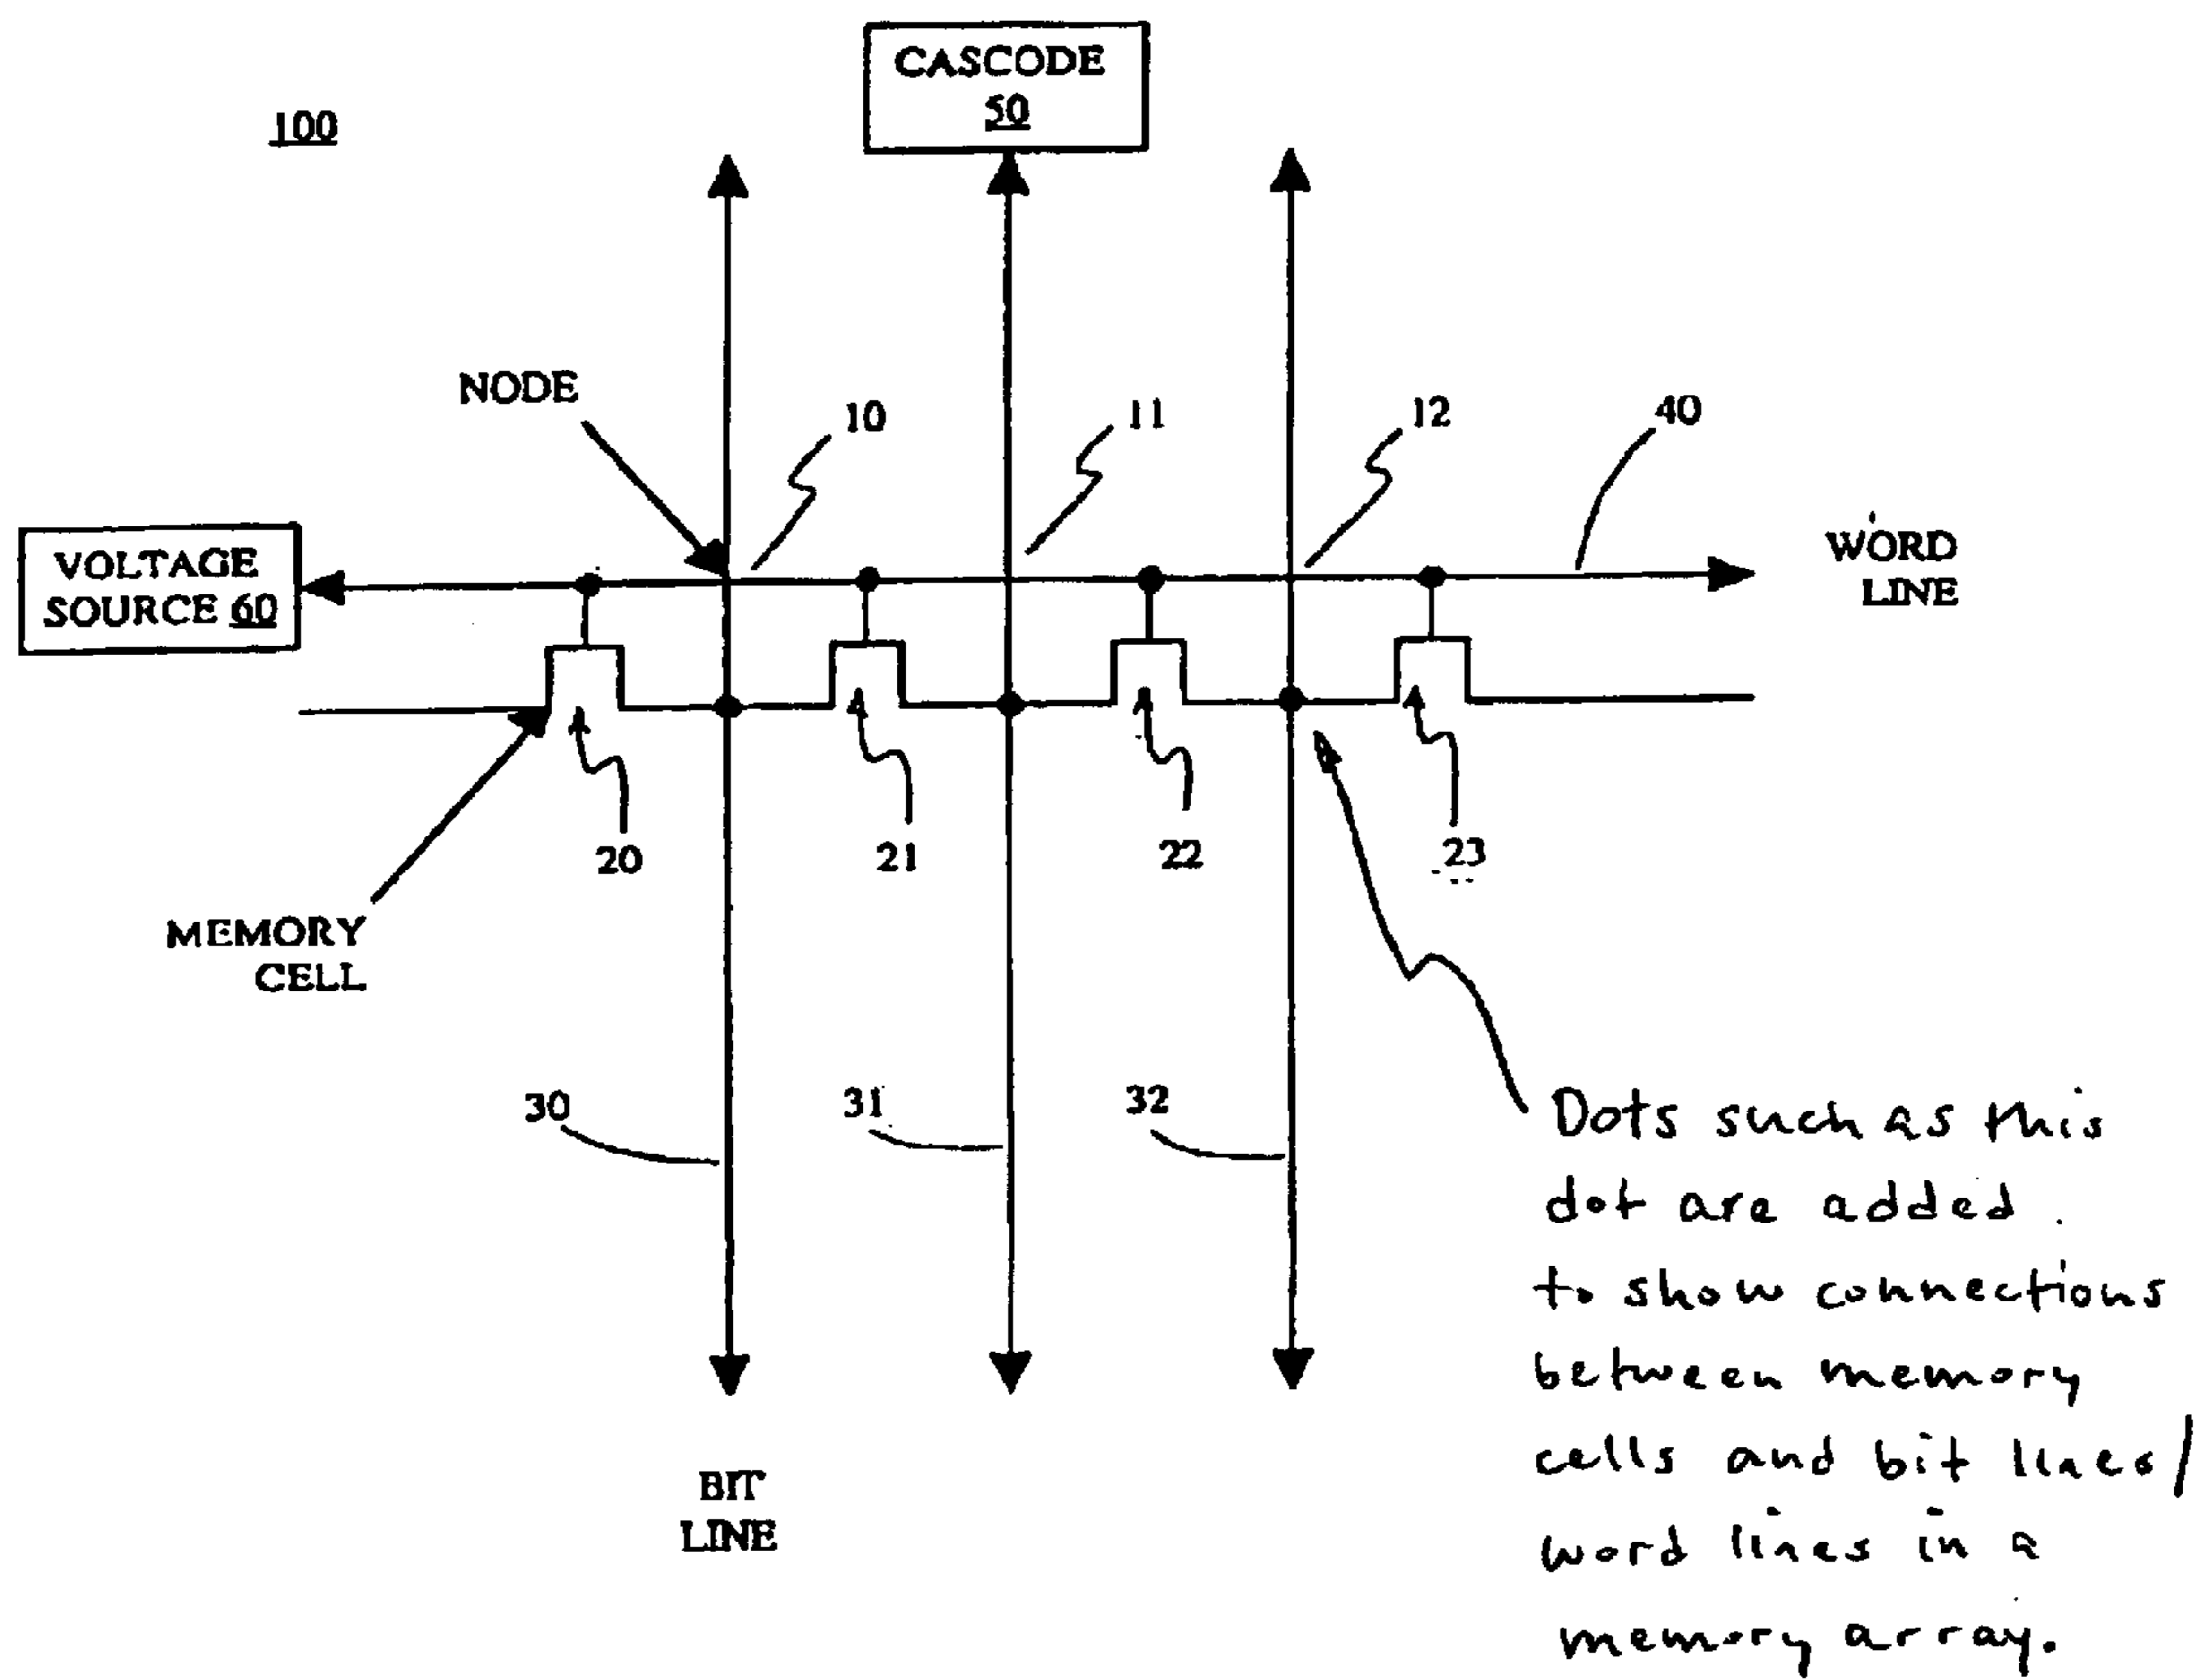 CASCODE
50
100
NODE
10
11
12
40
VOLTAGE
SOURCE 60
WORD
LINE
20
21
22
23
MEMORY
CELL
30
31
32
BIT
LINE
Dots such as this
dot are added
to show connections
between memory
cells and bit lines/
word lines in a
memory array.